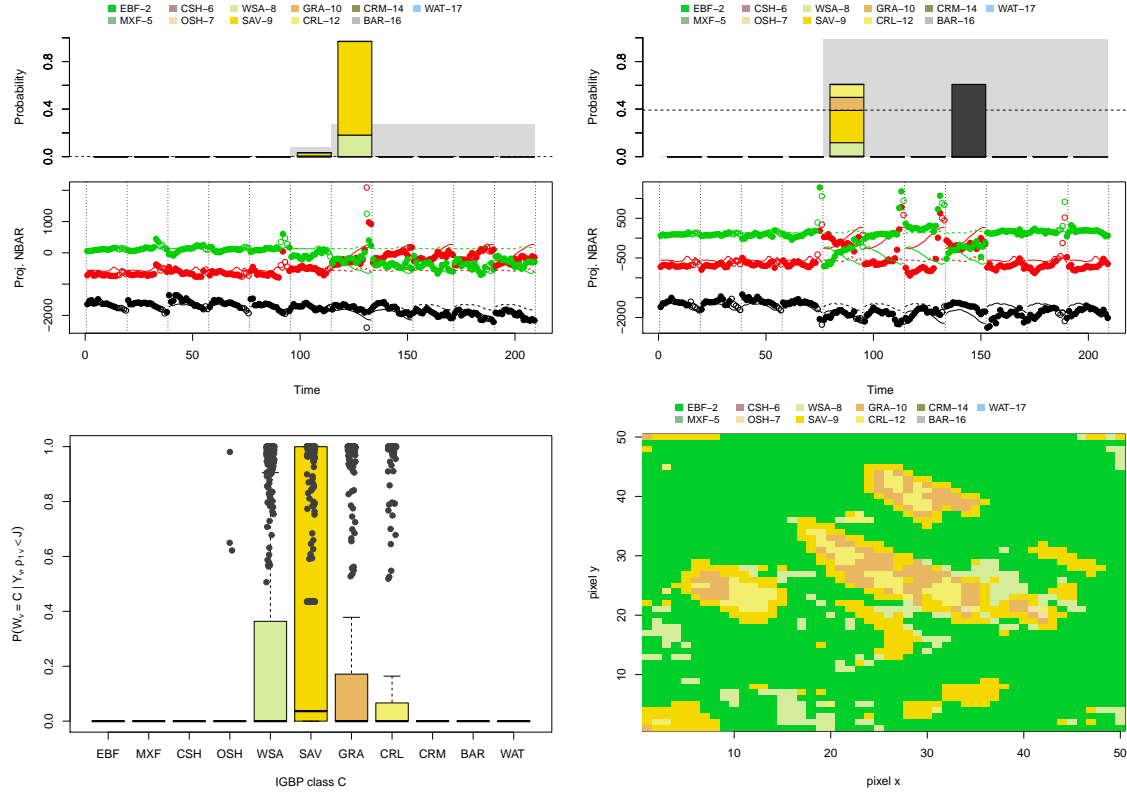 EBF−2 CSH−6 WSA−8 GRA−10 CRM−14 WAT−17
MXF−5 OSH−7 SAV−9 CRL−12 BAR−16
Probability
0.0 0.4 0.8
Proj. NBAR
−2000 0 1000
0 50 100 150 200
Time
EBF−2 CSH−6 WSA−8 GRA−10 CRM−14 WAT−17
MXF−5 OSH−7 SAV−9 CRL−12 BAR−16
Probability
0.0 0.4 0.8
Proj. NBAR
−2000 −500 500
0 50 100 150 200
Time
P(Wv = C | Yv, ρ1v < J)
0.0 0.2 0.4 0.6 0.8 1.0
EBF MXF CSH OSH WSA SAV GRA CRL CRM BAR WAT
IGBP class C
EBF−2 CSH−6 WSA−8 GRA−10 CRM−14 WAT−17
MXF−5 OSH−7 SAV−9 CRL−12 BAR−16
pixel y
10 20 30 40 50
10 20 30 40 50
pixel x